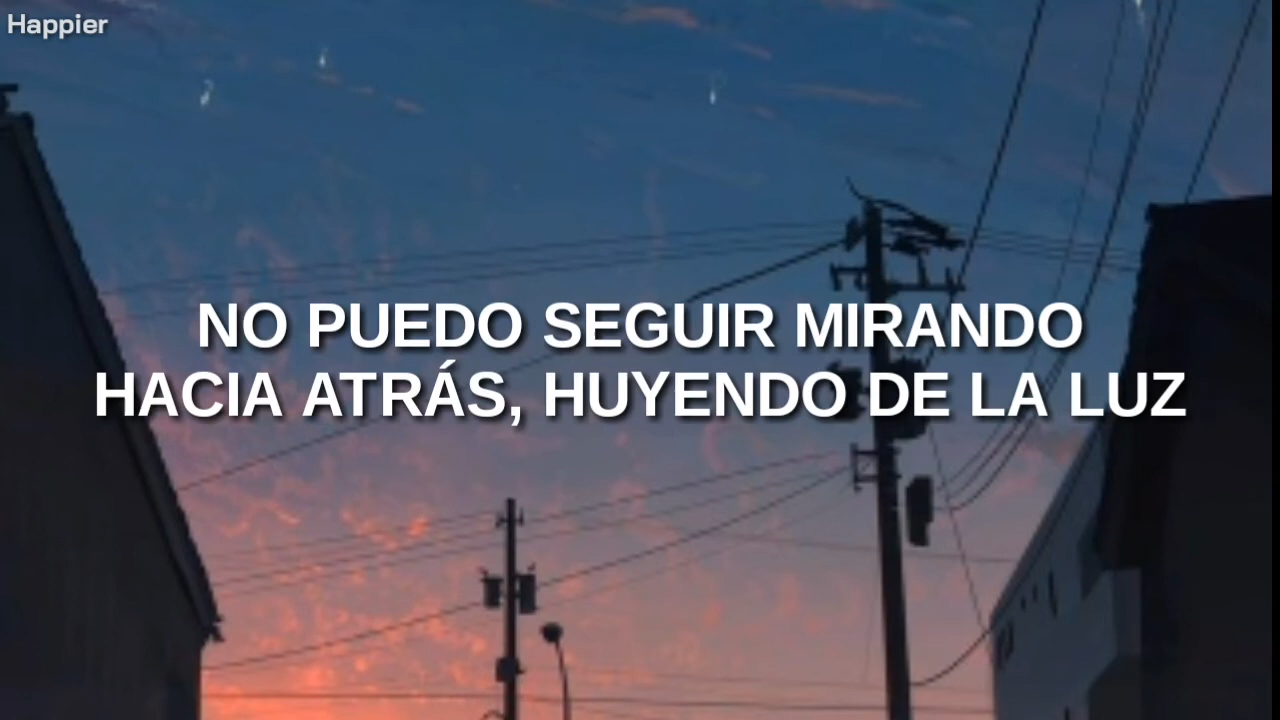 Happier
NO PUEDO SEGUIR MIRANDO
HACIA ATRÁS, HUYENDO DE LA LUZ